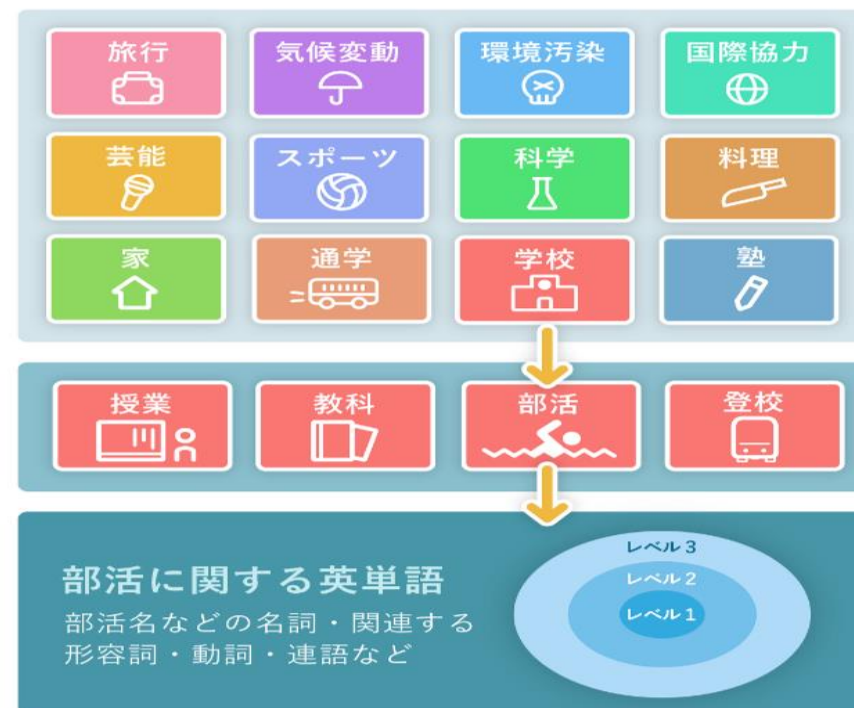 旅行
気候変動
環境汚染
国際協力
芸能
スポーツ
科学
料理
家
通学
学校
塾
授業
教科
部活
登校
部活に関する英単語
部活名などの名詞・関連する
形容詞・動詞・連語など
レベル3
レベル2
レベル1